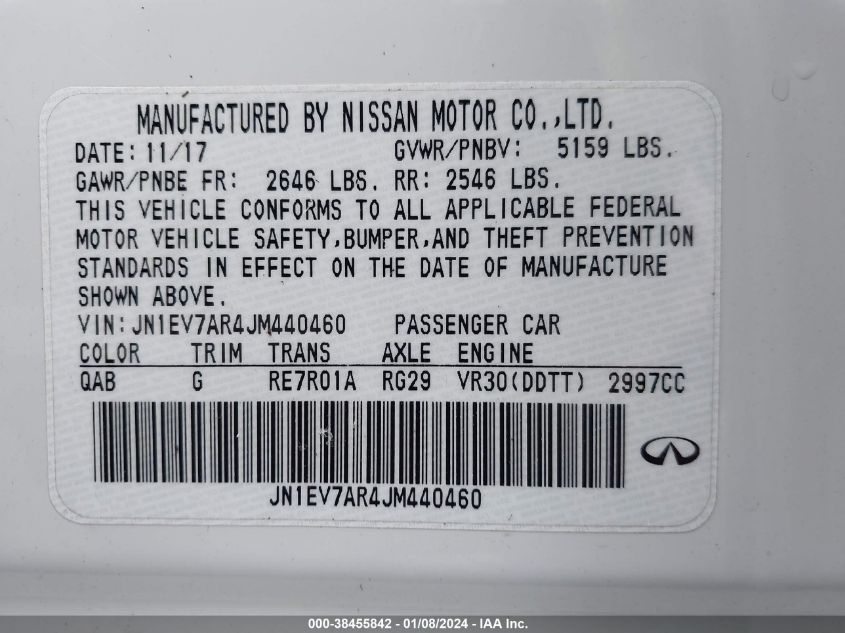 MANUFACTURED BY NISSAN MOTOR CO.,LTD.
DATE: 11/17 GVWR/PNBV: 5159 LBS.
GAWR/PNBE FR: 2646 LBS. RR: 2546 LBS.
THIS VEHICLE CONFORMS TO ALL APPLICABLE FEDERAL
MOTOR VEHICLE SAFETY,BUMPER,AND THEFT PREVENTION
STANDARDS IN EFFECT ON THE DATE OF MANUFACTURE
SHOWN ABOVE.
VIN:JN1EV7AR4JM440460 PASSENGER CAR
COLOR TRIM TRANS AXLE ENGINE
QAB G RE7R01A RG29 VR30(DDTT) 2997CC
JN1EV7AR4JM440460
000-38455842 - 01/08/2024 - IAA Inc.